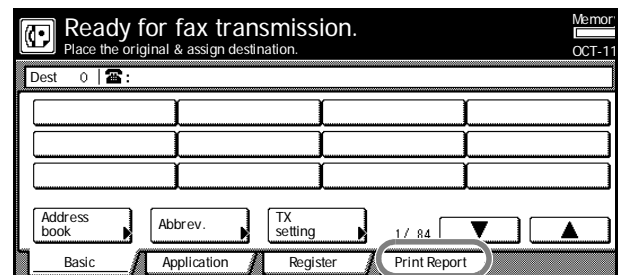 Ready for fax transmission.
Memor
Place the original & assign destination.
OCT-11
Dest 0 ☎:
Address book
Abbrev.
TX setting
1/ 84
Basic
Application
Register
Print Report